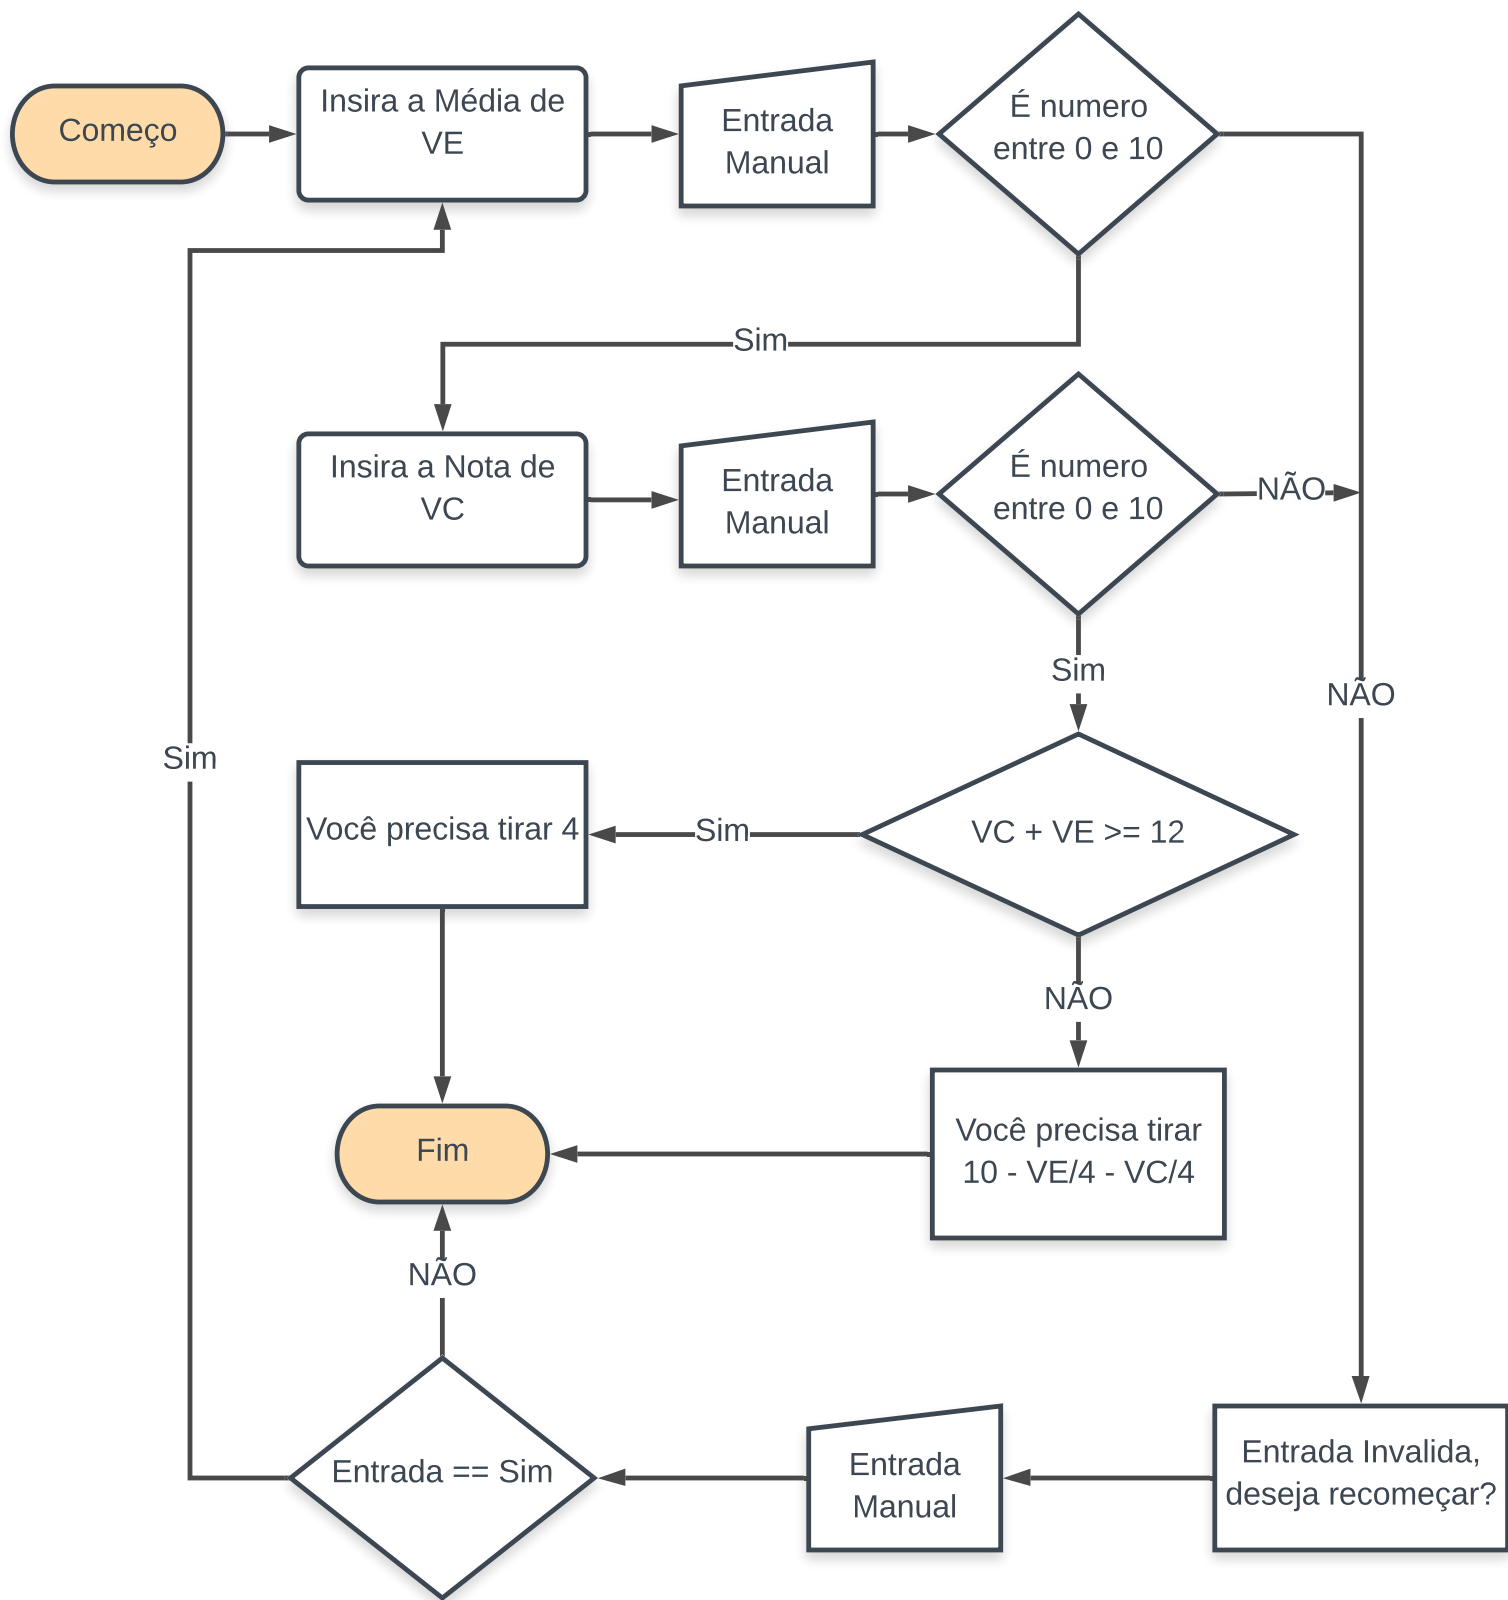 Começo
Insira a Média de
VE
Entrada
Manual
É numero
entre 0 e 10
Sim
Insira a Nota de
VC
Entrada
Manual
É numero
entre 0 e 10
NÃO
Sim
NÃO
Sim
Você precisa tirar 4
Sim
VC + VE >= 12
NÃO
Você precisa tirar
10 - VE/4 - VC/4
Fim
NÃO
Entrada == Sim
Entrada
Manual
Entrada Invalida,
deseja recomeçar?